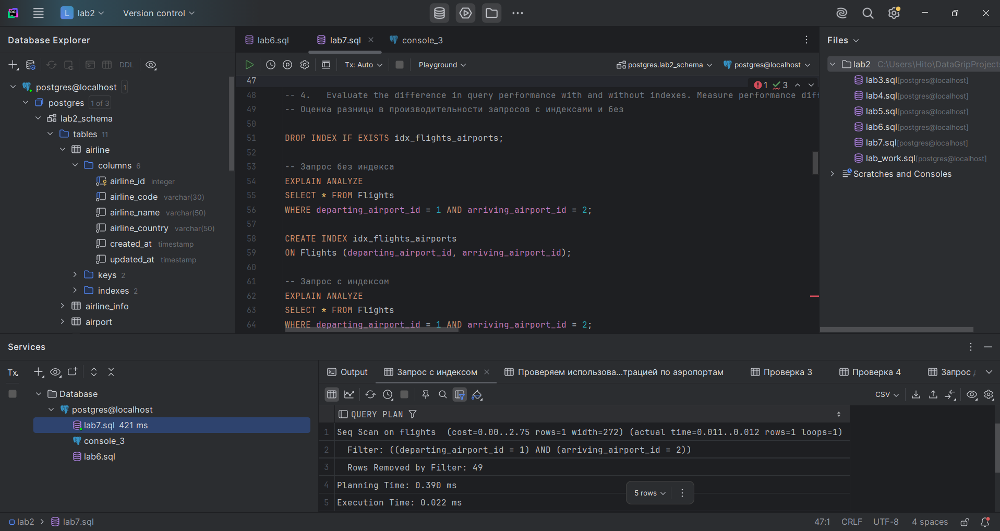 L lab2
Version control
Database Explorer
lab6.sql
lab7.sql
console_3
Files
DDL
Tx: Auto
Playground
postgres.lab2_schema
postgres@localhost
postgres@localhost 1
postgres 1 of 3
lab2_schema
tables 11
airline
columns 6
airline_id integer
airline_code varchar(30)
airline_name varchar(50)
airline_country varchar(50)
created_at timestamp
updated_at timestamp
keys 2
indexes 2
airline_info
airport
1 3
47
48 -- 4. Evaluate the difference in query performance with and without indexes. Measure performance dif
49 -- Оценка разницы в производительности запросов с индексами и без
50
51 DROP INDEX IF EXISTS idx_flights_airports;
52
53 -- Запрос без индекса
54 EXPLAIN ANALYZE
55 SELECT * FROM Flights
56 WHERE departing_airport_id = 1 AND arriving_airport_id = 2;
57
58 CREATE INDEX idx_flights_airports
59 ON Flights (departing_airport_id, arriving_airport_id);
60
61 -- Запрос с индексом
62 EXPLAIN ANALYZE
63 SELECT * FROM Flights
64 WHERE departing_airport_id = 1 AND arriving_airport_id = 2;
lab2 C:\Users\Hito\DataGripProject
lab3.sql [postgres@localhost]
lab4.sql [postgres@localhost]
lab5.sql [postgres@localhost]
lab6.sql [postgres@localhost]
lab7.sql [postgres@localhost]
lab_work.sql [postgres@localhost]
Scratches and Consoles
Services
Tx
Database
postgres@localhost
lab7.sql 421 ms
console_3
lab6.sql
Output
Запрос с индексом
Проверяем использова...трацией по аэропортам
Проверка 3
Проверка 4
Запрос
CSV
QUERY PLAN
1 Seq Scan on flights (cost=0.00..2.75 rows=1 width=272) (actual time=0.011..0.012 rows=1 loops=1)
2 Filter: ((departing_airport_id = 1) AND (arriving_airport_id = 2))
3 Rows Removed by Filter: 49
4 Planning Time: 0.390 ms
5 Execution Time: 0.022 ms
5 rows
lab2 > lab7.sql
47:1 CRLF UTF-8 4 spaces